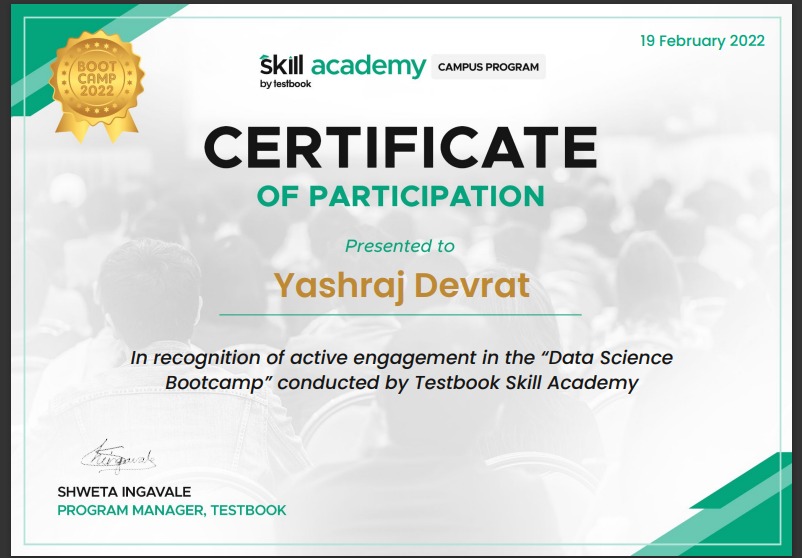 BOOT
CAMP
2022
19 February 2022
Skill academy CAMPUS PROGRAM
by testbook
CERTIFICATE
OF PARTICIPATION
Presented to
Yashraj Devrat
In recognition of active engagement in the “Data Science
Bootcamp” conducted by Testbook Skill Academy
SHWETA INGAVALE
PROGRAM MANAGER, TESTBOOK